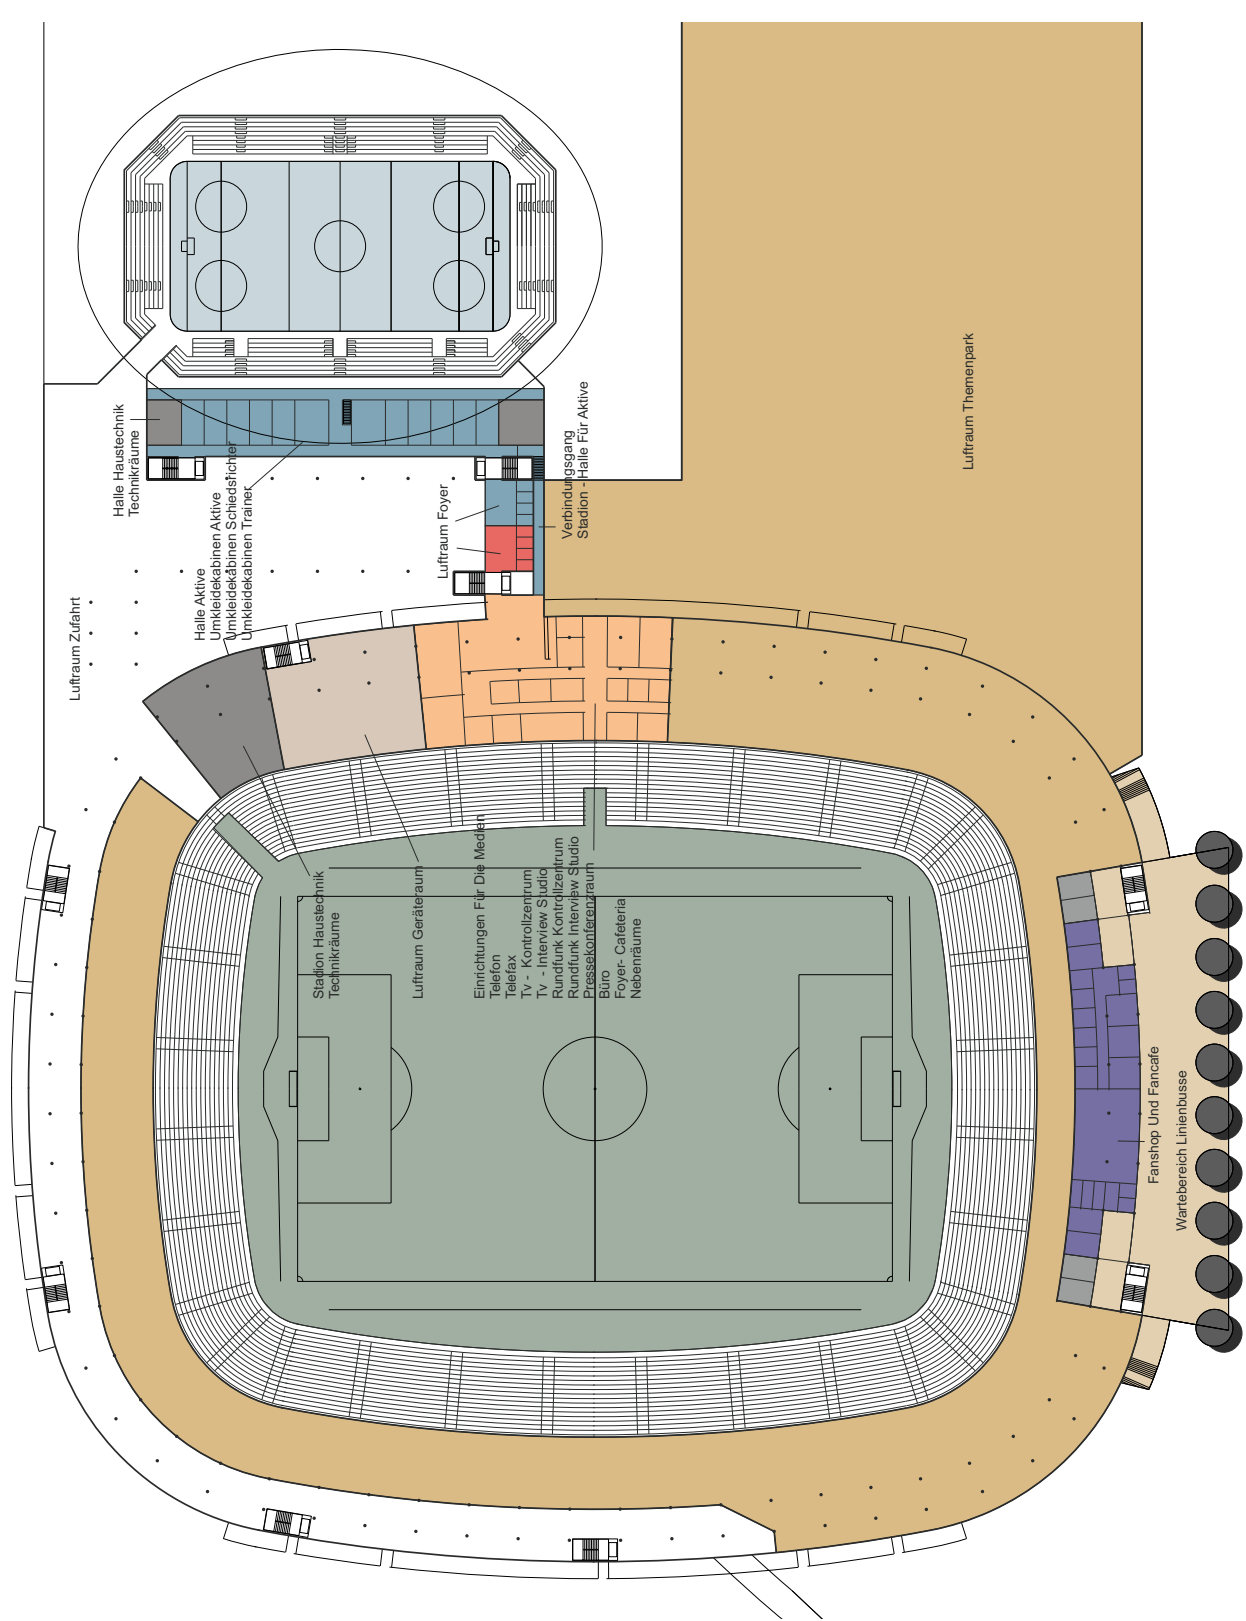 Halle Haustechnik
Technikräume
Halle Aktive
Umkleidekabinen Aktive
Umkleidekabinen Schiedsrichter
Umkleidekabinen Trainer
Luftraum Foyer
Verbindungsgang
Stadion - Halle Für Aktive
Luftraum Themenpark
Luftraum Zufahrt
Stadion Haustechnik
Technikräume
Luftraum Geräteraum
Einrichtungen Für Die Medien
Telefon
Telefax
Tv - Kontrollzentrum
Tv - Interview Studio
Rundfunk Kontrollzentrum
Rundfunk Interview Studio
Pressekonferenzraum
Büro
Foyer- Cafeteria
Nebenräume
Fanshop Und Fancafe
Wartebereich Linienbusse